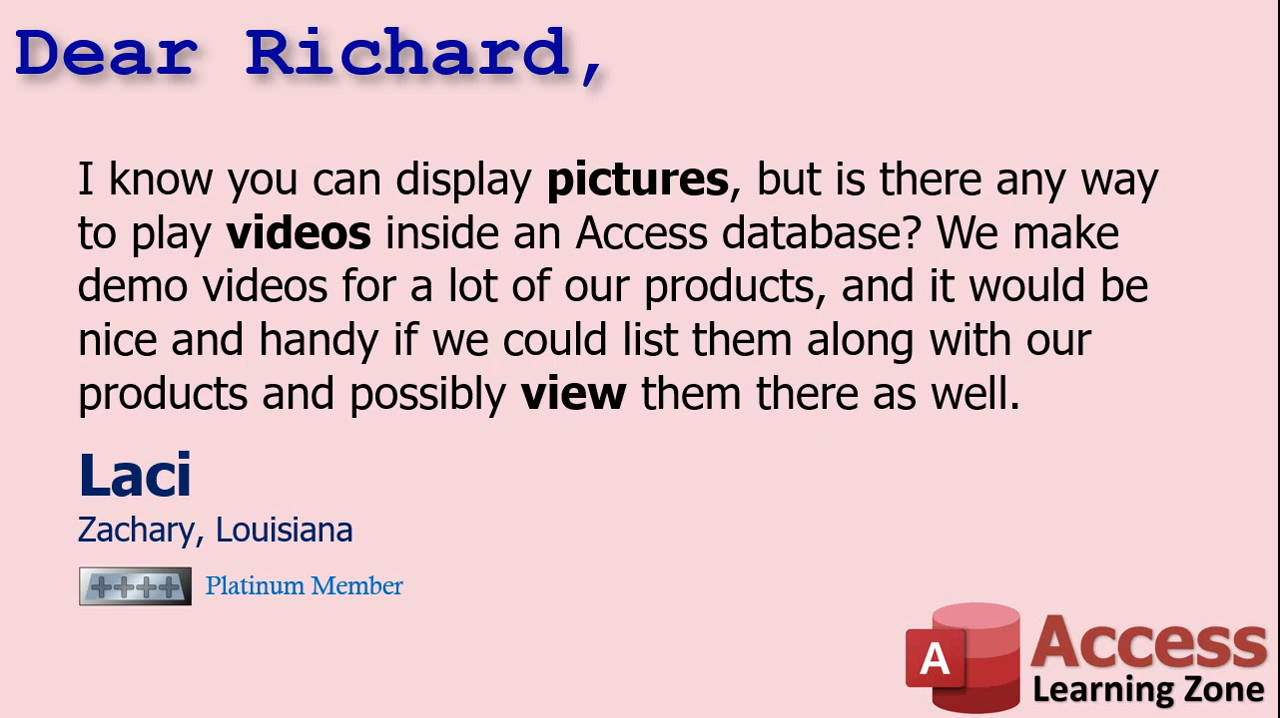 Dear Richard,
I know you can display pictures, but is there any way
to play videos inside an Access database? We make
demo videos for a lot of our products, and it would be
nice and handy if we could list them along with our
products and possibly view them there as well.
Laci
Zachary, Louisiana
++++ Platinum Member
A Access
Learning Zone